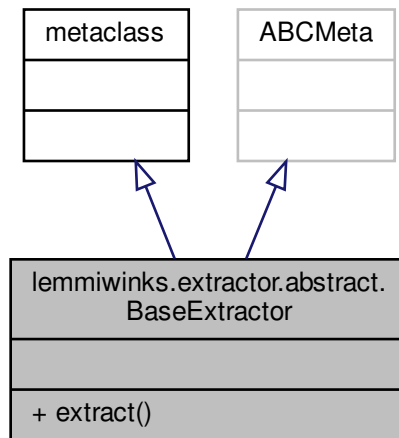 metaclass
ABCMeta
lemmiwinks.extractor.abstract.
BaseExtractor
+ extract()